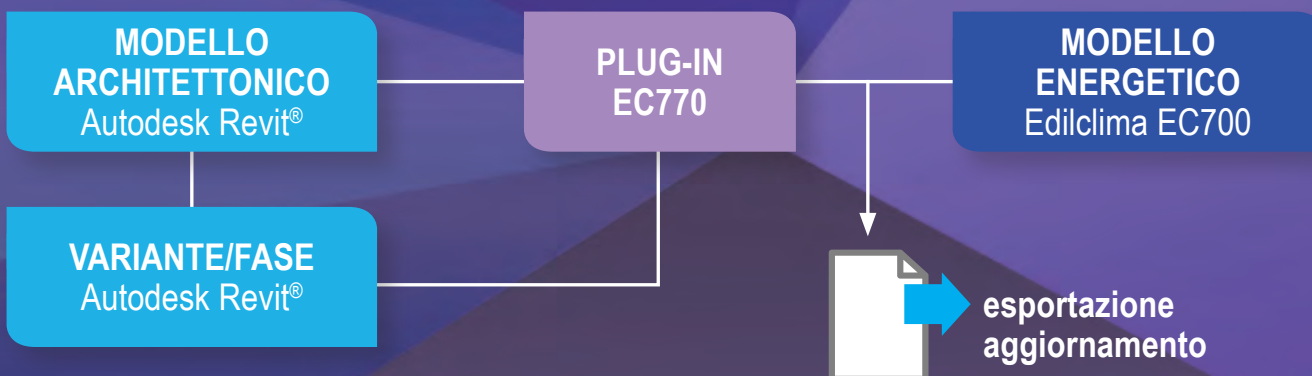 MODELLO
ARCHITETTONICO
Autodesk Revit®
PLUG-IN
EC770
MODELLO
ENERGETICO
Edilclima EC700
VARIANTE/FASE
Autodesk Revit®
esportazione
aggiornamento